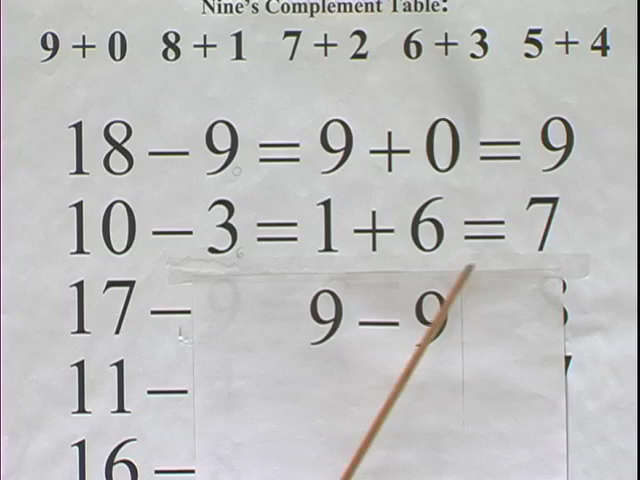 Nine's Complement Table:
9 + 0 8 + 1 7 + 2 6 + 3 5 + 4
18 – 9 = 9 + 0 = 9
10 – 3 = 1 + 6 = 7
17 – 9 – 9
11 –
16 –